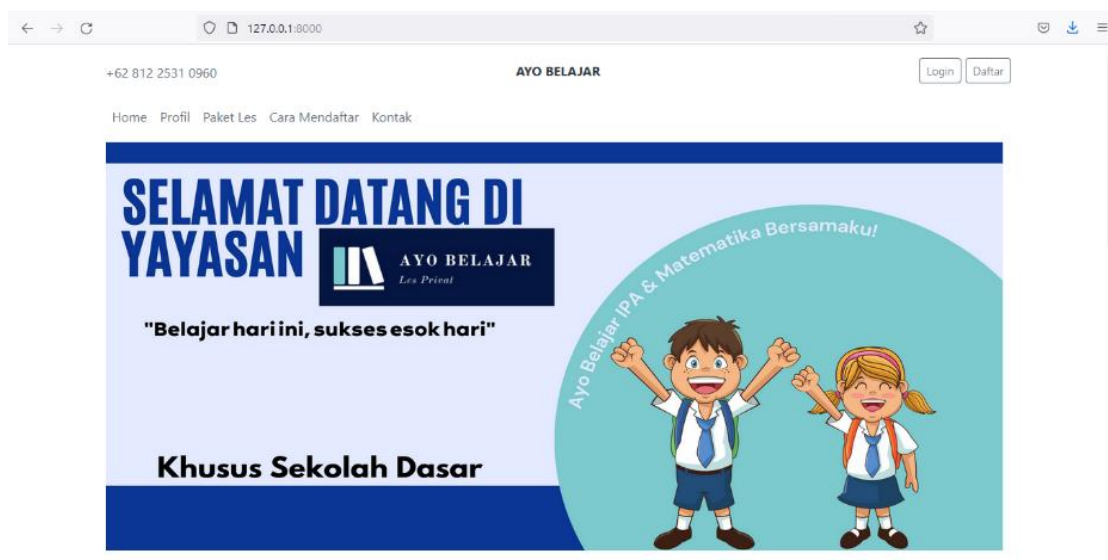 127.0.0.1:8000
+62 812 2531 0960
AYO BELAJAR
Login
Daftar
Home Profil Paket Les Cara Mendaftar Kontak
SELAMAT DATANG DI
YAYASAN
AYO BELAJAR
Les Privat
"Belajar hari ini, sukses esok hari"
Ayo Belajar IPA & Matematika Bersamaku!
Khusus Sekolah Dasar